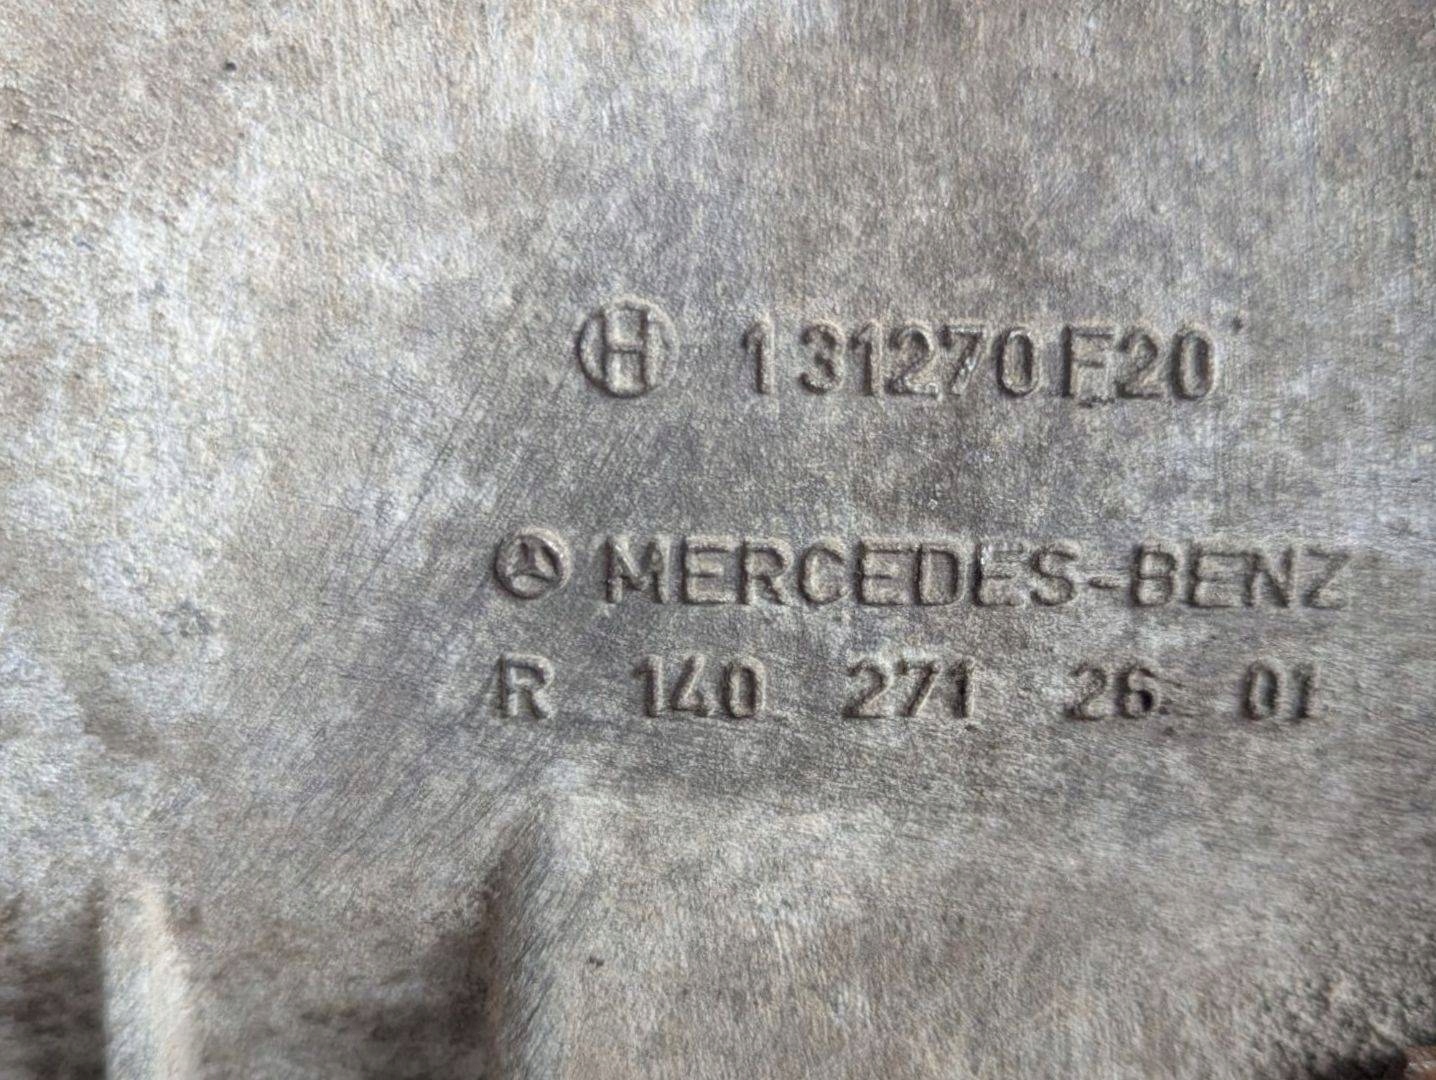 H 131270F20
MERCEDES-BENZ
R 140 271 26 01